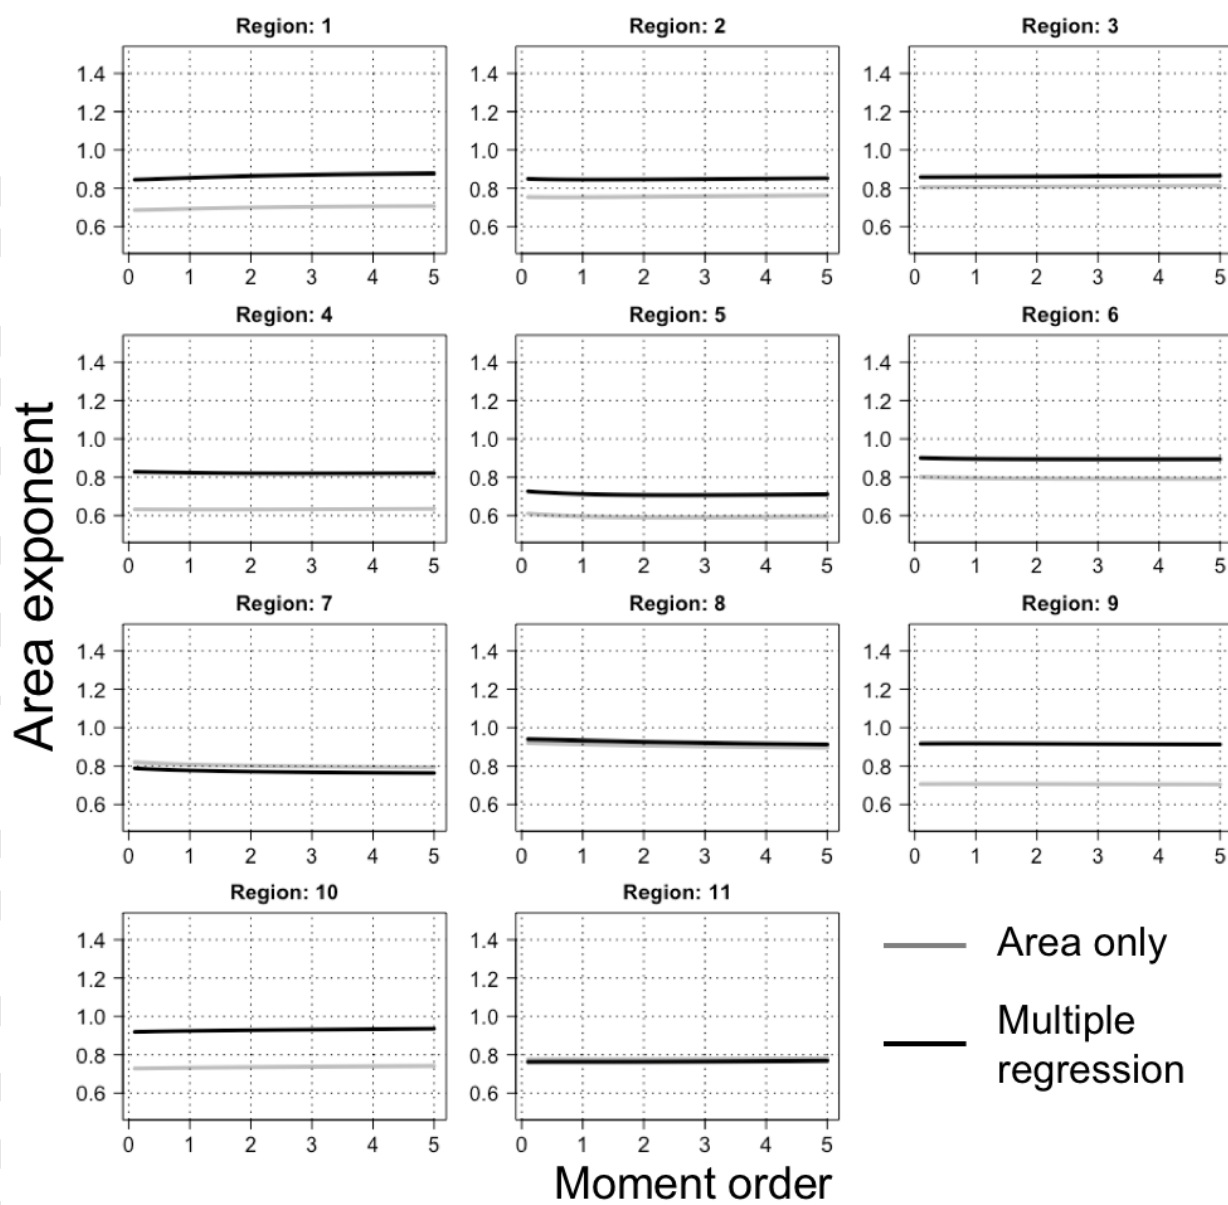 Region: 1
Region: 2
Region: 3
1.4
1.2
1.0
0.8
0.6
0 1 2 3 4 5
1.4
1.2
1.0
0.8
0.6
0 1 2 3 4 5
1.4
1.2
1.0
0.8
0.6
0 1 2 3 4 5
Region: 4
Region: 5
Region: 6
1.4
1.2
1.0
0.8
0.6
0 1 2 3 4 5
1.4
1.2
1.0
0.8
0.6
0 1 2 3 4 5
1.4
1.2
1.0
0.8
0.6
0 1 2 3 4 5
Area exponent
Region: 7
Region: 8
Region: 9
1.4
1.2
1.0
0.8
0.6
0 1 2 3 4 5
1.4
1.2
1.0
0.8
0.6
0 1 2 3 4 5
1.4
1.2
1.0
0.8
0.6
0 1 2 3 4 5
Region: 10
Region: 11
1.4
1.2
1.0
0.8
0.6
0 1 2 3 4 5
1.4
1.2
1.0
0.8
0.6
0 1 2 3 4 5
Area only
Multiple
regression
Moment order